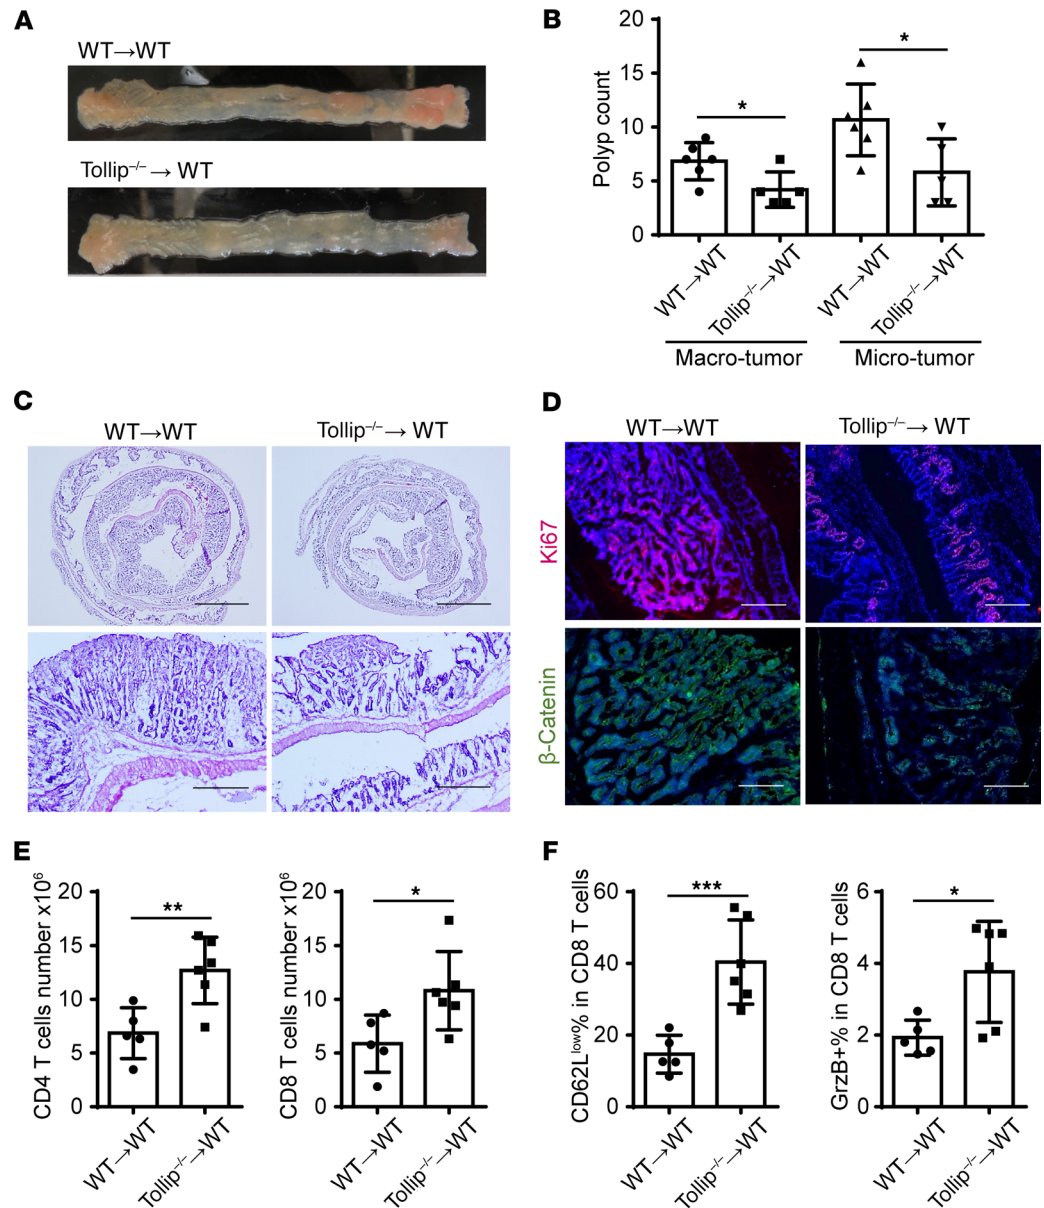 A
WT→WT
Tollip⁻/⁻→ WT
B
Polyp count
20
15
10
5
0
*
*
WT→WT
Tollip⁻/⁻→WT
WT→WT
Tollip⁻/⁻→WT
Macro-tumor
Micro-tumor
C
WT→WT
Tollip⁻/⁻→ WT
D
WT→WT
Tollip⁻/⁻→ WT
Ki67
β-Catenin
E
CD4 T cells number x10⁶
20
15
10
5
0
**
WT→WT
Tollip⁻/⁻→WT
CD8 T cells number x10⁶
20
15
10
5
0
*
WT→WT
Tollip⁻/⁻→WT
F
CD62Lˡᵒʷ% in CD8 T cells
60
40
20
0
***
WT→WT
Tollip⁻/⁻→WT
GrzB+% in CD8 T cells
6
4
2
0
*
WT→WT
Tollip⁻/⁻→WT